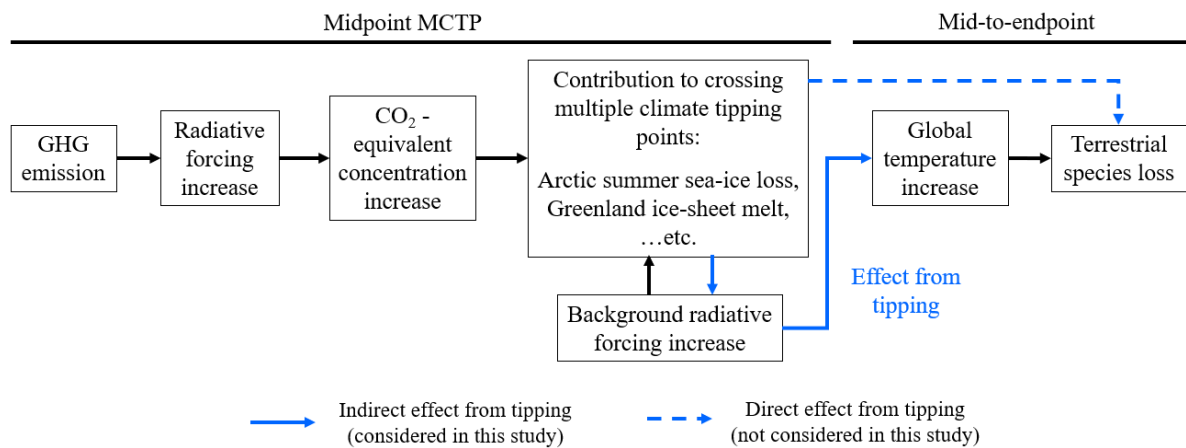 Midpoint MCTP
Mid-to-endpoint
GHG
emission
Radiative
forcing
increase
CO₂ -
equivalent
concentration
increase
Contribution to crossing
multiple climate tipping
points:
Arctic summer sea-ice loss,
Greenland ice-sheet melt,
…etc.
Background radiative
forcing increase
Effect from
tipping
Global
temperature
increase
Terrestrial
species loss
Indirect effect from tipping
(considered in this study)
Direct effect from tipping
(not considered in this study)